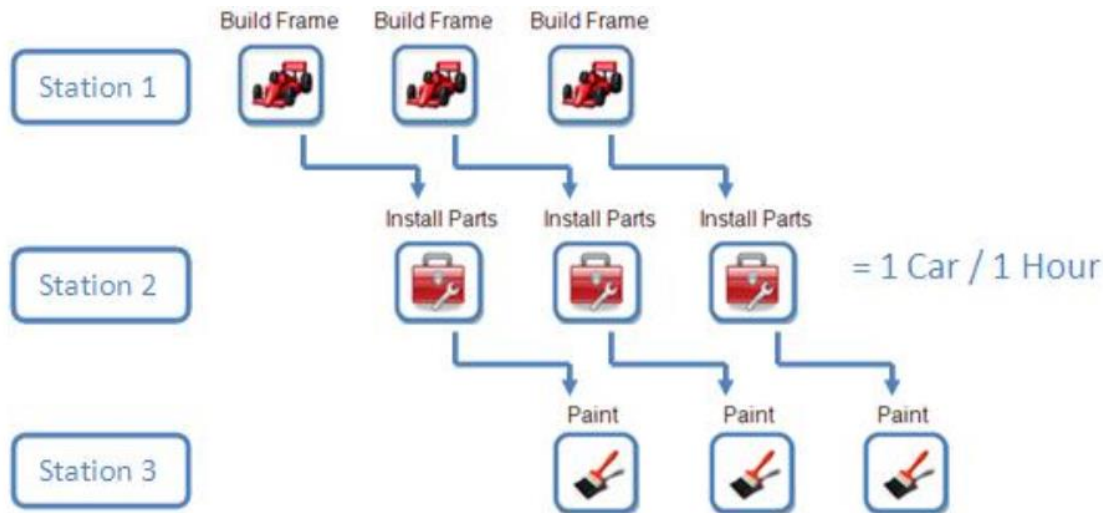 Build Frame Build Frame Build Frame
Station 1
Install Parts Install Parts Install Parts
Station 2
= 1 Car / 1 Hour
Paint Paint Paint
Station 3